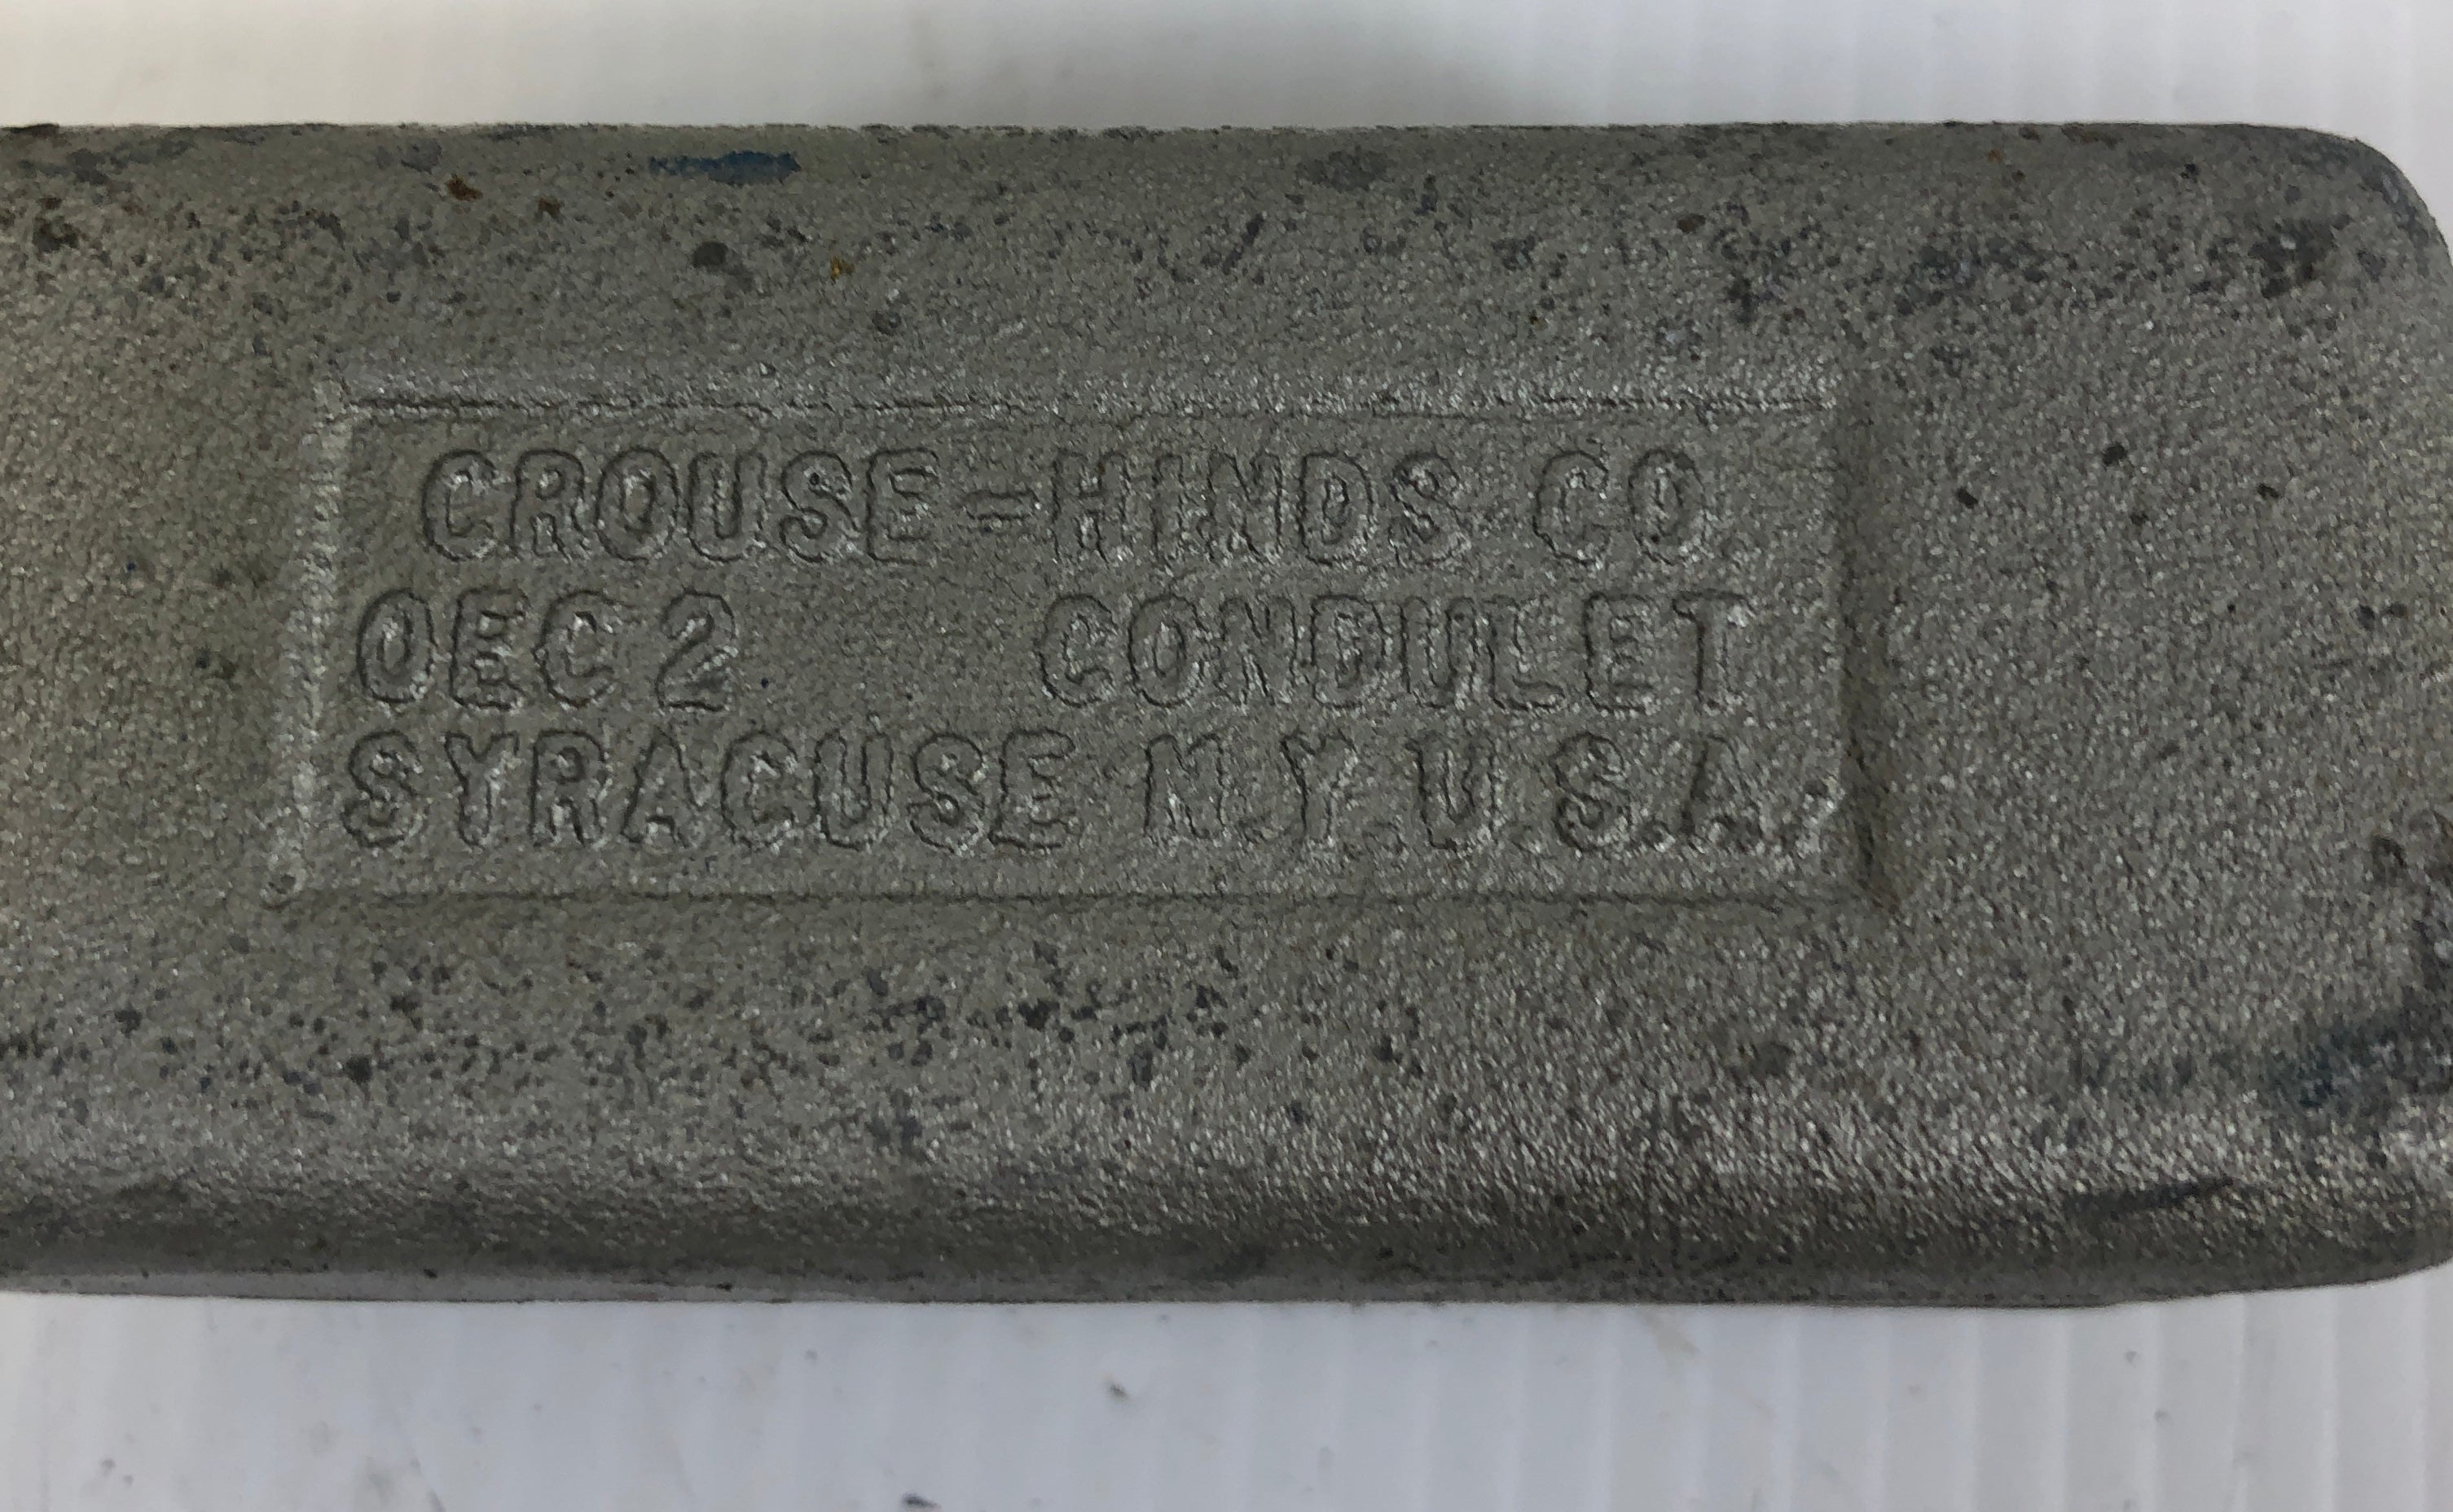 CROUSE=HINDS CO.
OEC 2 CONDULET
SYRACUSE N.Y. U.S.A.